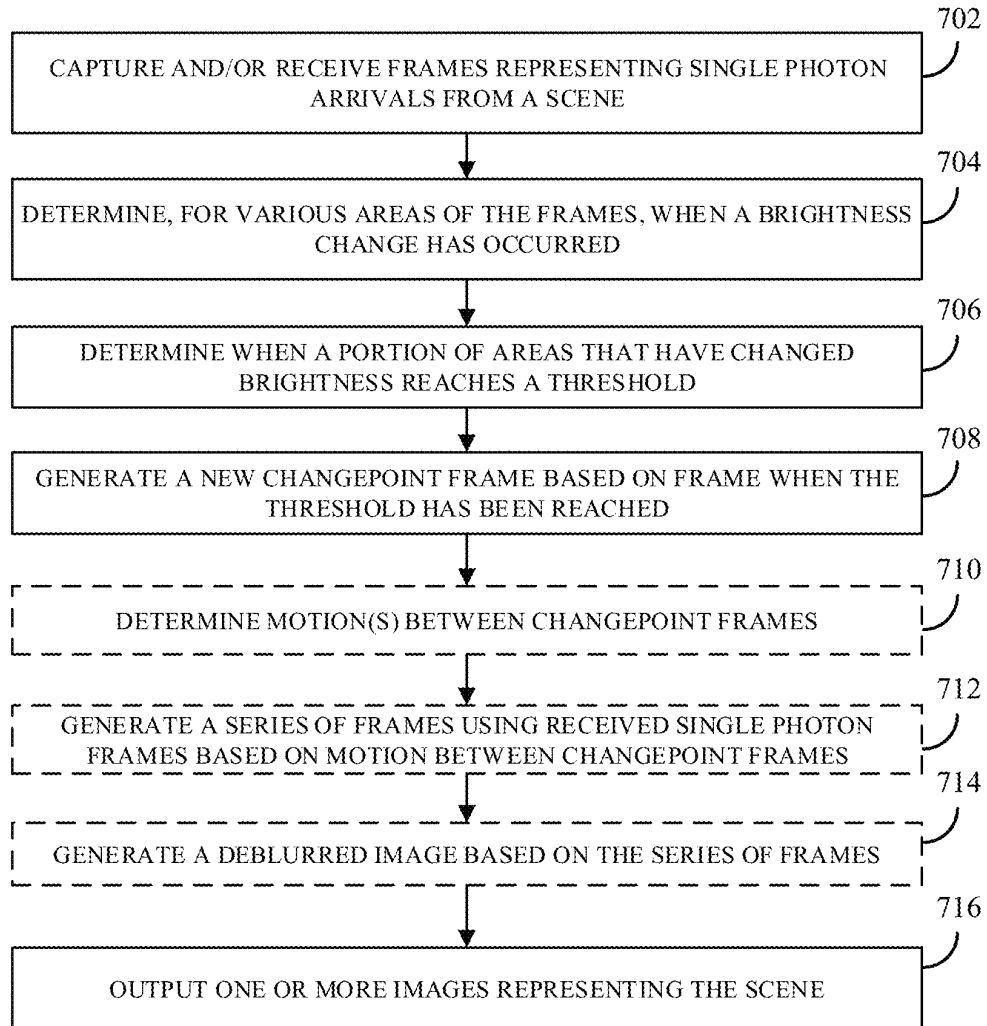 702
CAPTURE AND/OR RECEIVE FRAMES REPRESENTING SINGLE PHOTON
ARRIVALS FROM A SCENE
704
DETERMINE, FOR VARIOUS AREAS OF THE FRAMES, WHEN A BRIGHTNESS
CHANGE HAS OCCURRED
706
DETERMINE WHEN A PORTION OF AREAS THAT HAVE CHANGED
BRIGHTNESS REACHES A THRESHOLD
708
GENERATE A NEW CHANGEPOINT FRAME BASED ON FRAME WHEN THE
THRESHOLD HAS BEEN REACHED
710
DETERMINE MOTION(S) BETWEEN CHANGEPOINT FRAMES
712
GENERATE A SERIES OF FRAMES USING RECEIVED SINGLE PHOTON
FRAMES BASED ON MOTION BETWEEN CHANGEPOINT FRAMES
714
GENERATE A DEBLURRED IMAGE BASED ON THE SERIES OF FRAMES
716
OUTPUT ONE OR MORE IMAGES REPRESENTING THE SCENE